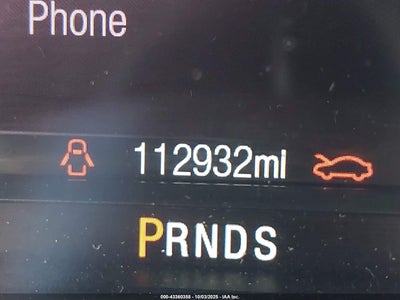 Phone
112932mi
PRNDS
000-43360358 - 10/03/2025 - IAA Inc.